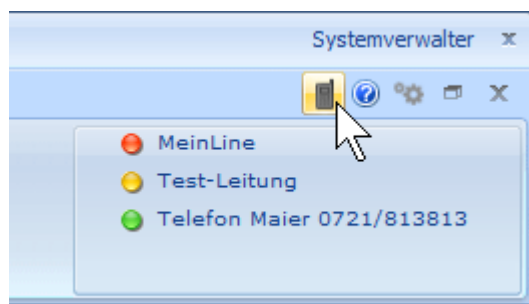 Systemverwalter x
?
X
MeinLine
Test-Leitung
Telefon Maier 0721/813813